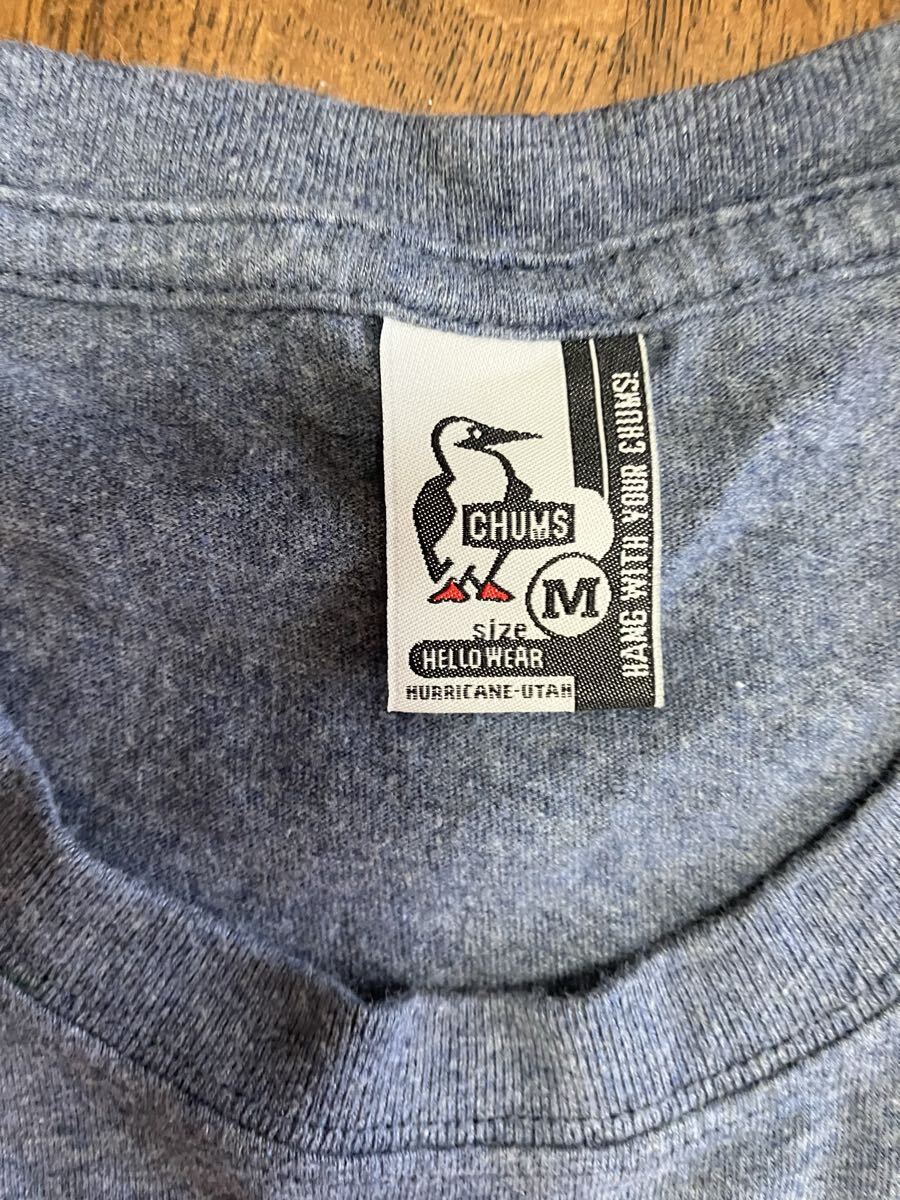 CHUMS
M
size
HELLO WEAR
HURRICANE-UTAH
HANG WITH YOUR CHUMS!